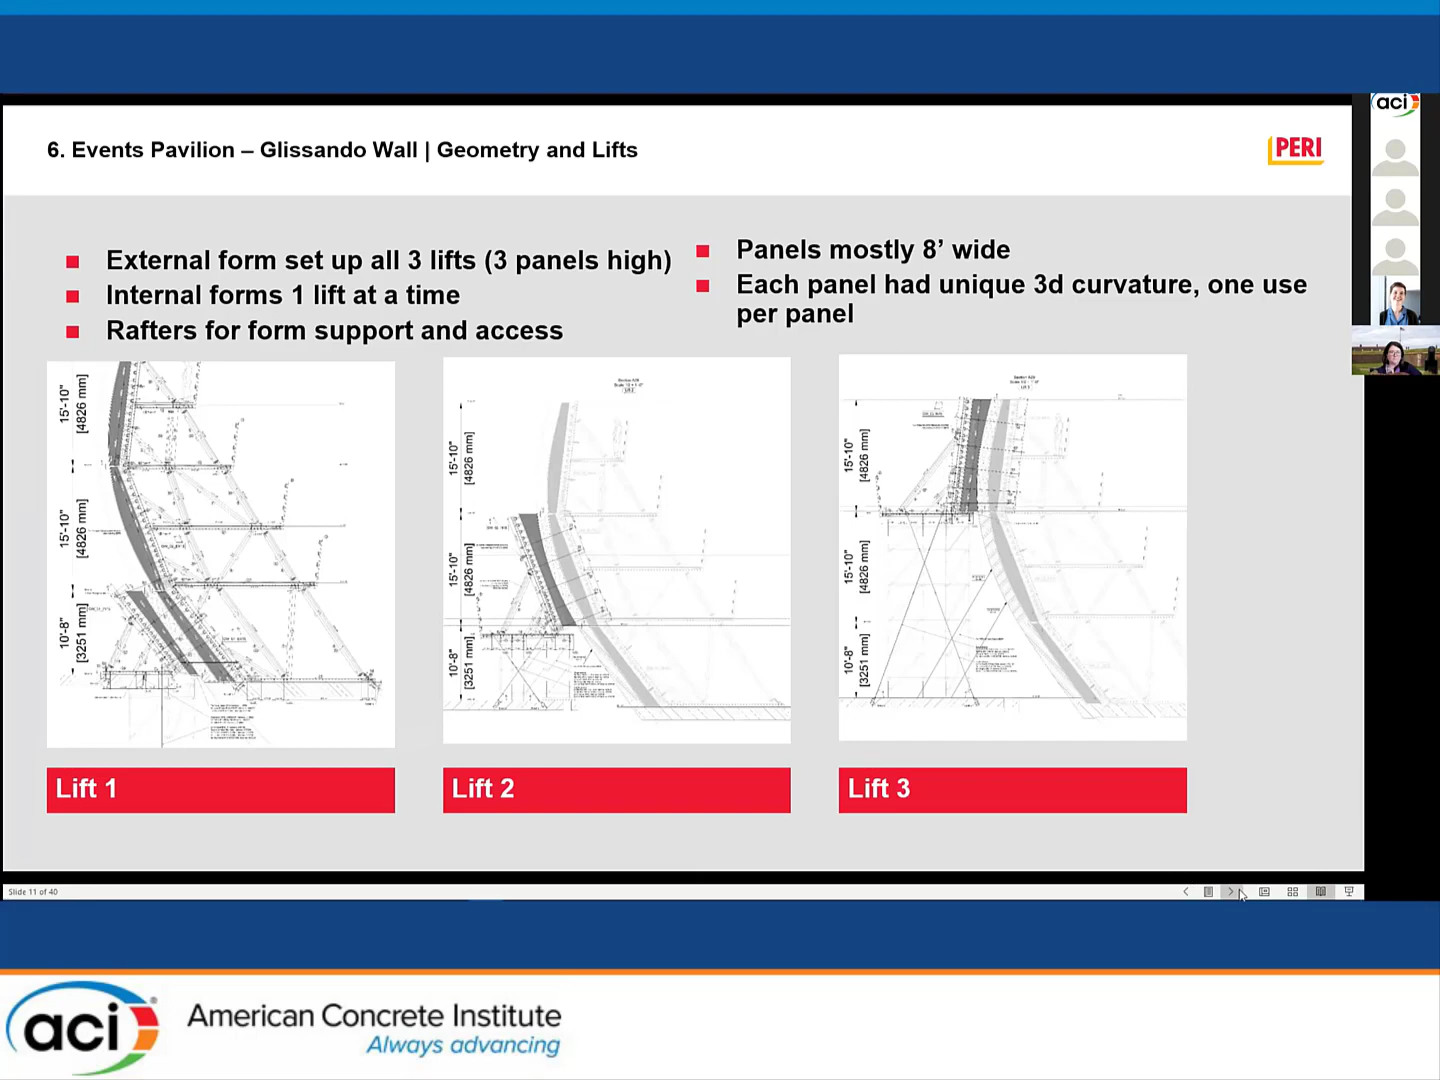 aci
6. Events Pavilion – Glissando Wall | Geometry and Lifts
PERI
External form set up all 3 lifts (3 panels high)
Internal forms 1 lift at a time
Rafters for form support and access
Panels mostly 8’ wide
Each panel had unique 3d curvature, one use
per panel
15'-10"
[4826 mm]
15'-10"
[4826 mm]
10'-8"
[3251 mm]
15'-10"
[4826 mm]
15'-10"
[4826 mm]
10'-8"
[3251 mm]
15'-10"
[4826 mm]
15'-10"
[4826 mm]
10'-8"
[3251 mm]
Lift 1
Lift 2
Lift 3
Slide 11 of 40
aci
American Concrete Institute
Always advancing